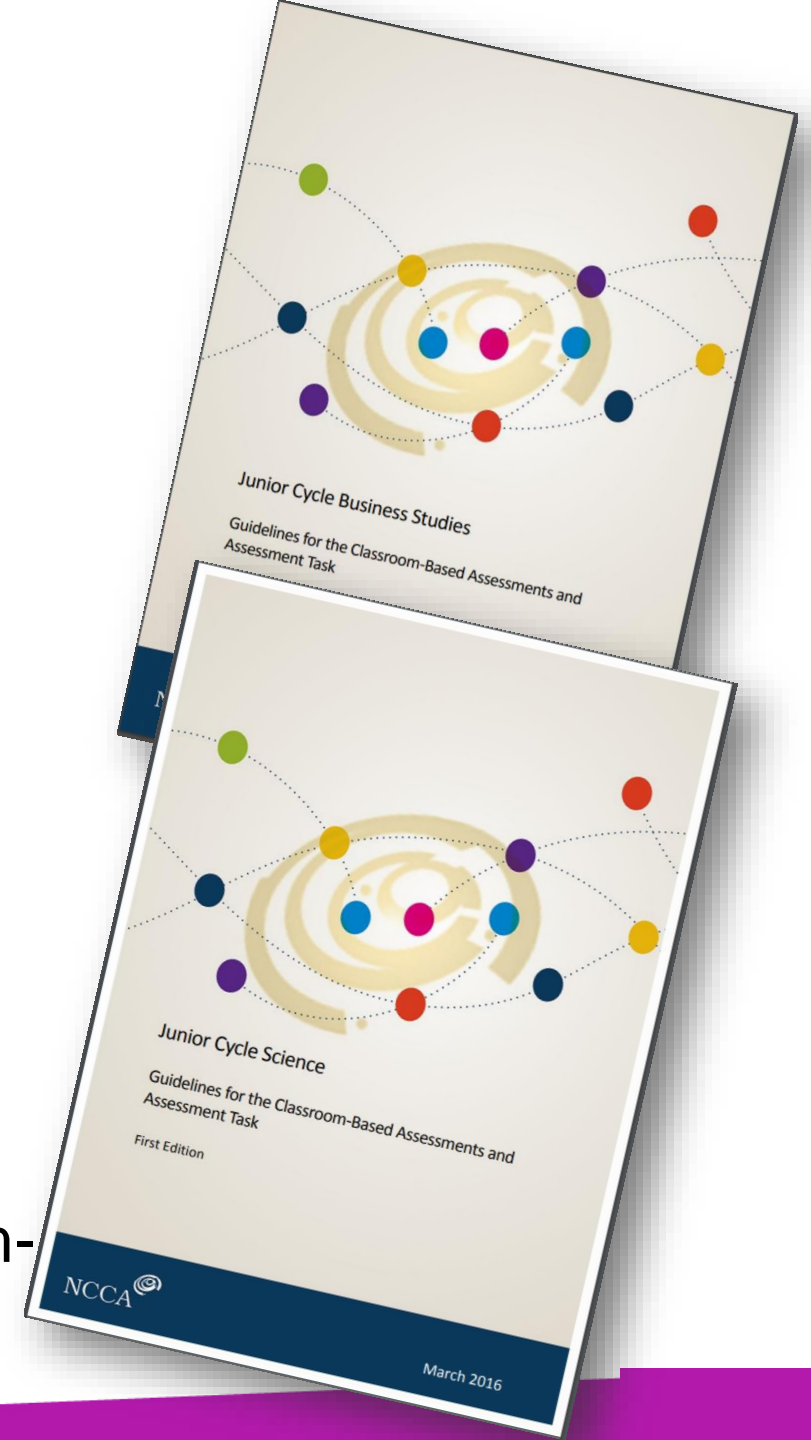 Junior Cycle Business Studies
Guidelines for the Classroom-Based Assessments and
Assessment Task
N
Junior Cycle Science
Guidelines for the Classroom-Based Assessments and
Assessment Task
First Edition
n-
NCCA
March 2016